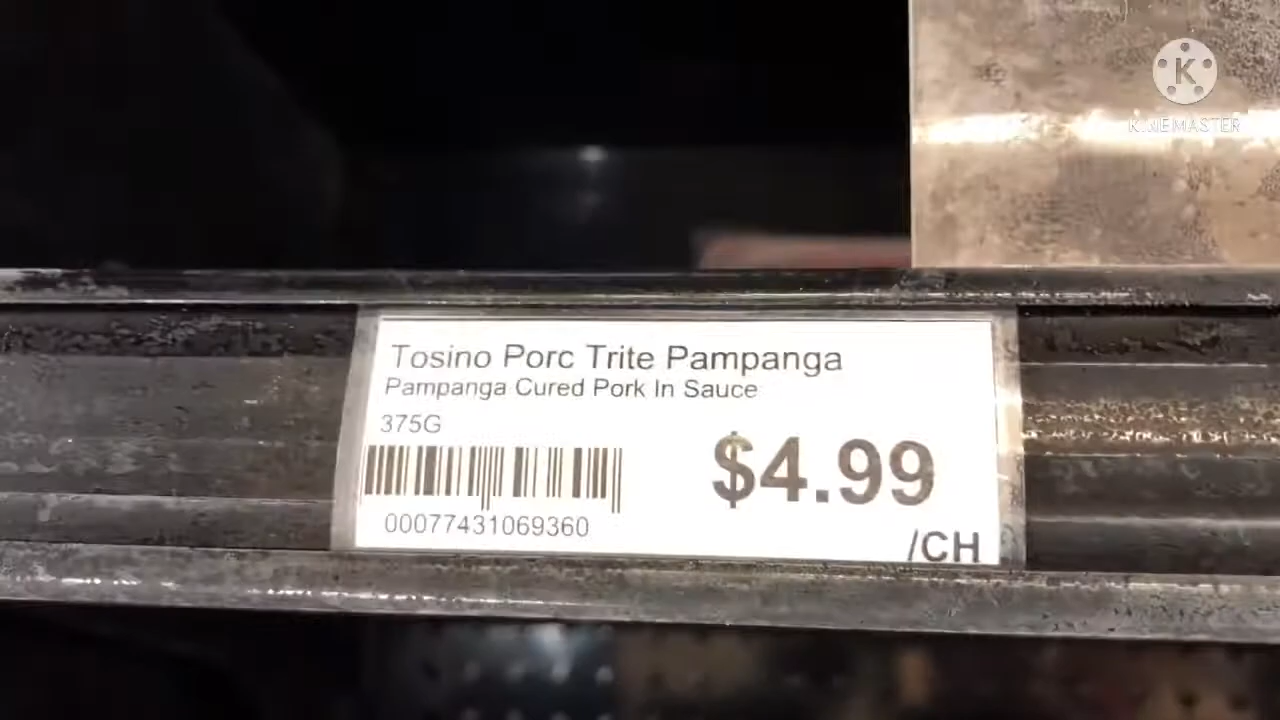 K
KINEMASTER
Tosino Porc Trite Pampanga
Pampanga Cured Pork In Sauce
375G
$4.99
00077431069360
/CH